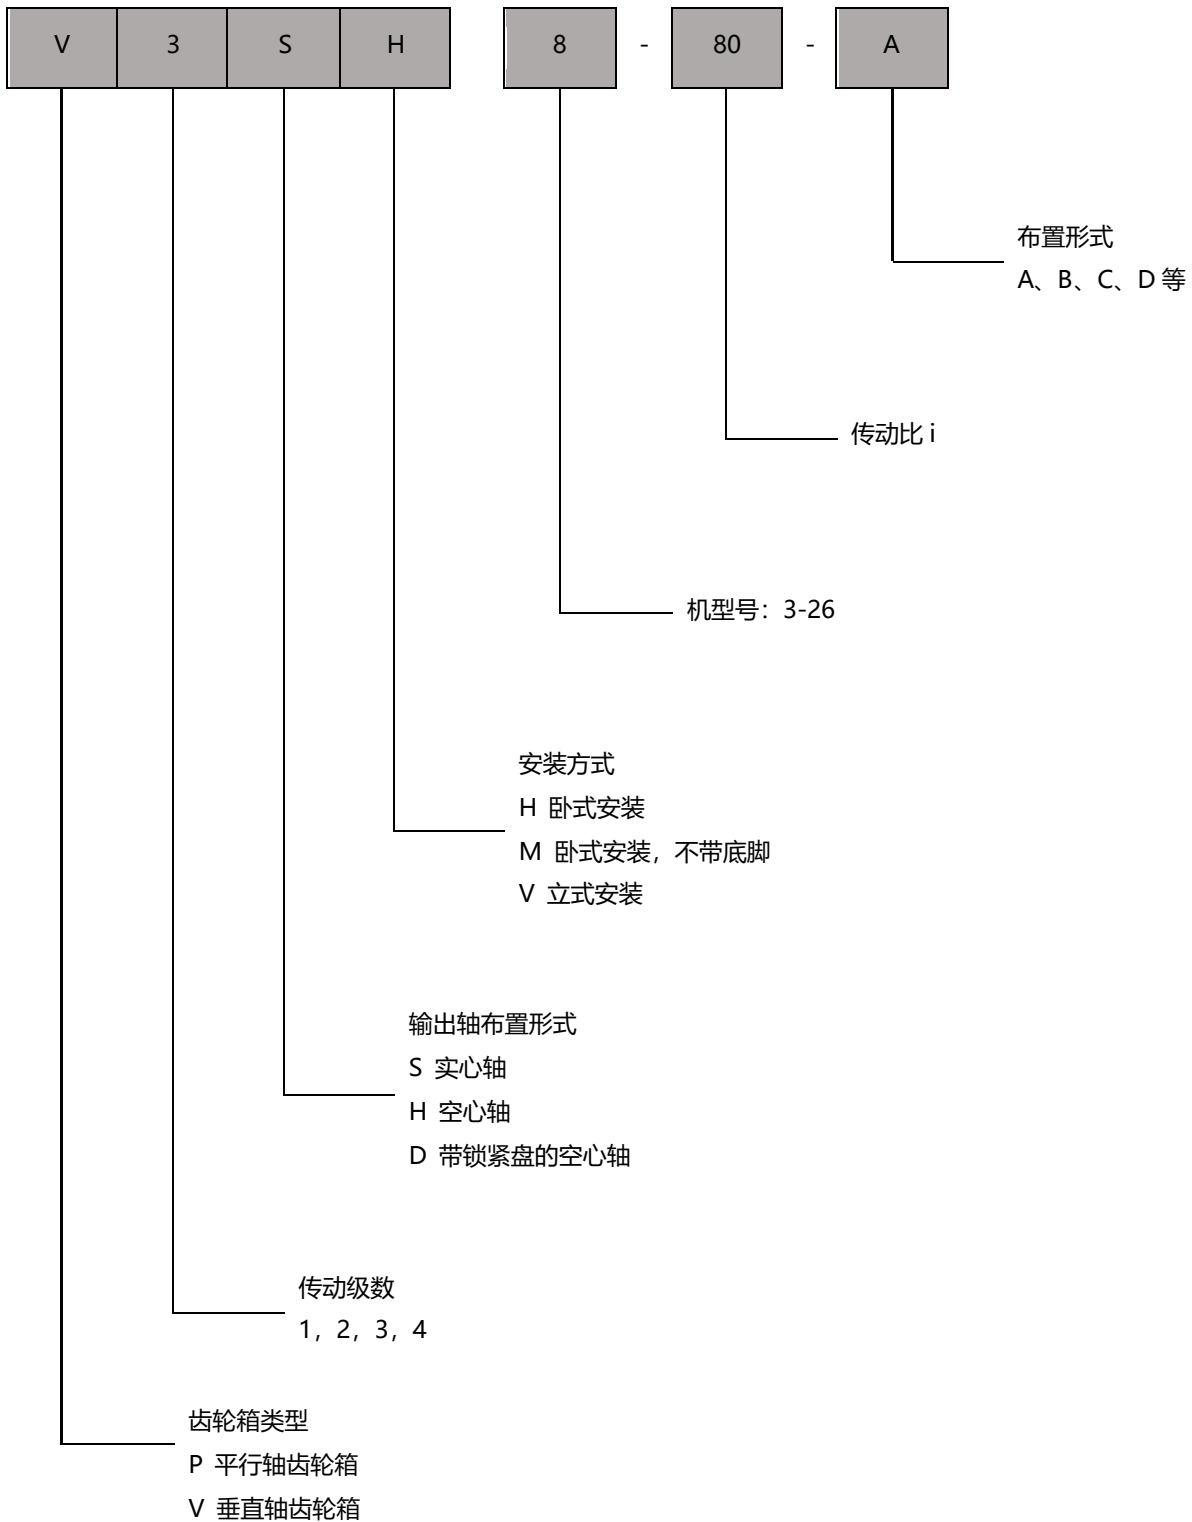 V 3 S H 8 - 80 - A
布置形式
A、B、C、D 等
传动比 i
机型号：3-26
安装方式
H 卧式安装
M 卧式安装，不带底脚
V 立式安装
输出轴布置形式
S 实心轴
H 空心轴
D 带锁紧盘的空心轴
传动级数
1，2，3，4
齿轮箱类型
P 平行轴齿轮箱
V 垂直轴齿轮箱